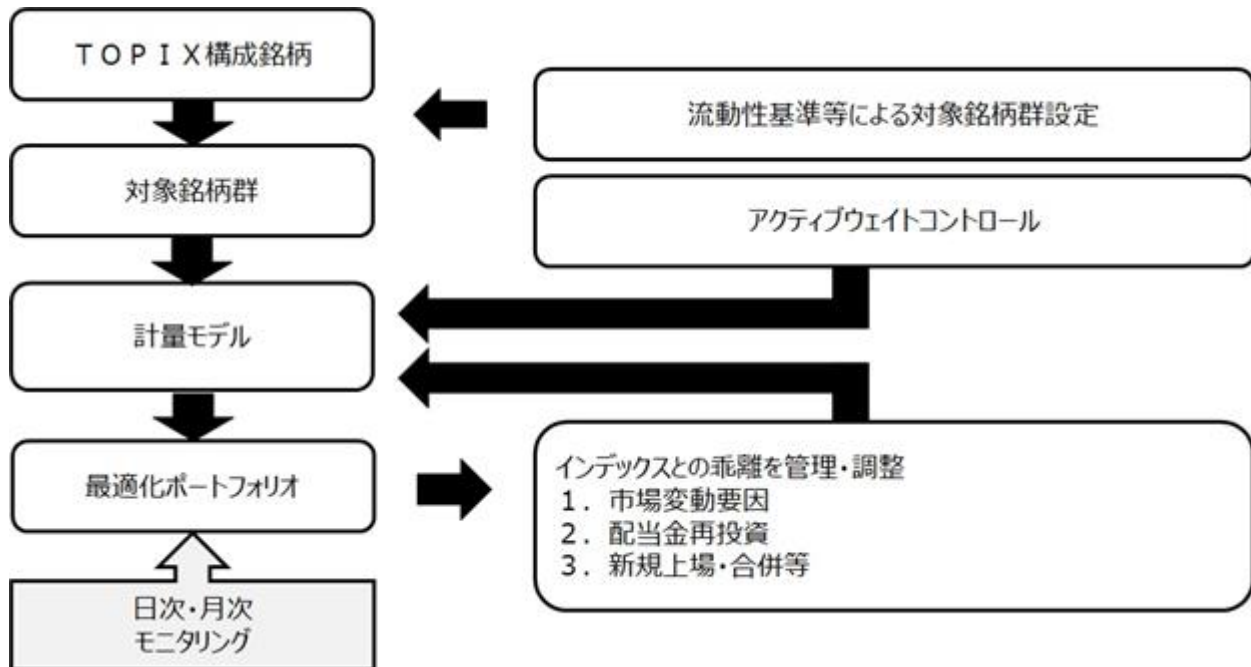 ＴＯＰＩＸ構成銘柄
流動性基準等による対象銘柄群設定
対象銘柄群
アクティブウェイトコントロール
計量モデル
最適化ポートフォリオ
インデックスとの乖離を管理・調整
１．市場変動要因
２．配当金再投資
３．新規上場・合併等
日次・月次
モニタリング